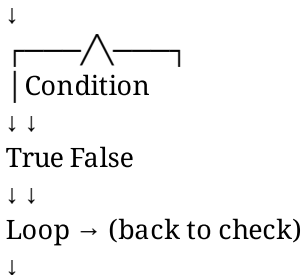 ↓
┌────╱╲────┐
│ Condition
↓ ↓
True False
↓ ↓
Loop → (back to check)
↓